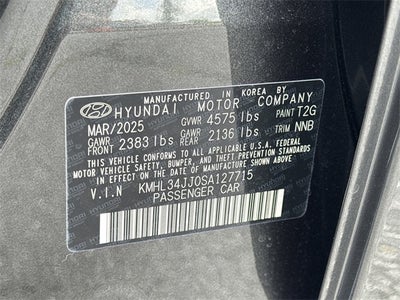 MANUFACTURED IN KOREA BY
HYUNDAI MOTOR COMPANY
MAR/2025 GVWR 4575 lbs PAINT T2G
GAWR FRONT 2383 lbs GAWR REAR 2136 lbs TRIM NNB
THIS VEHICLE CONFORMS TO ALL APPLICABLE U.S.A FEDERAL
MOTOR VEHICLE SAFETY, BUMPER, AND THEFT PREVENTION
STANDARDS IN EFFECT ON THE DATE OF MANUFACTURE SHOWN ABOVE.
V.I.N KMHL34JJ0SA127715
PASSENGER CAR